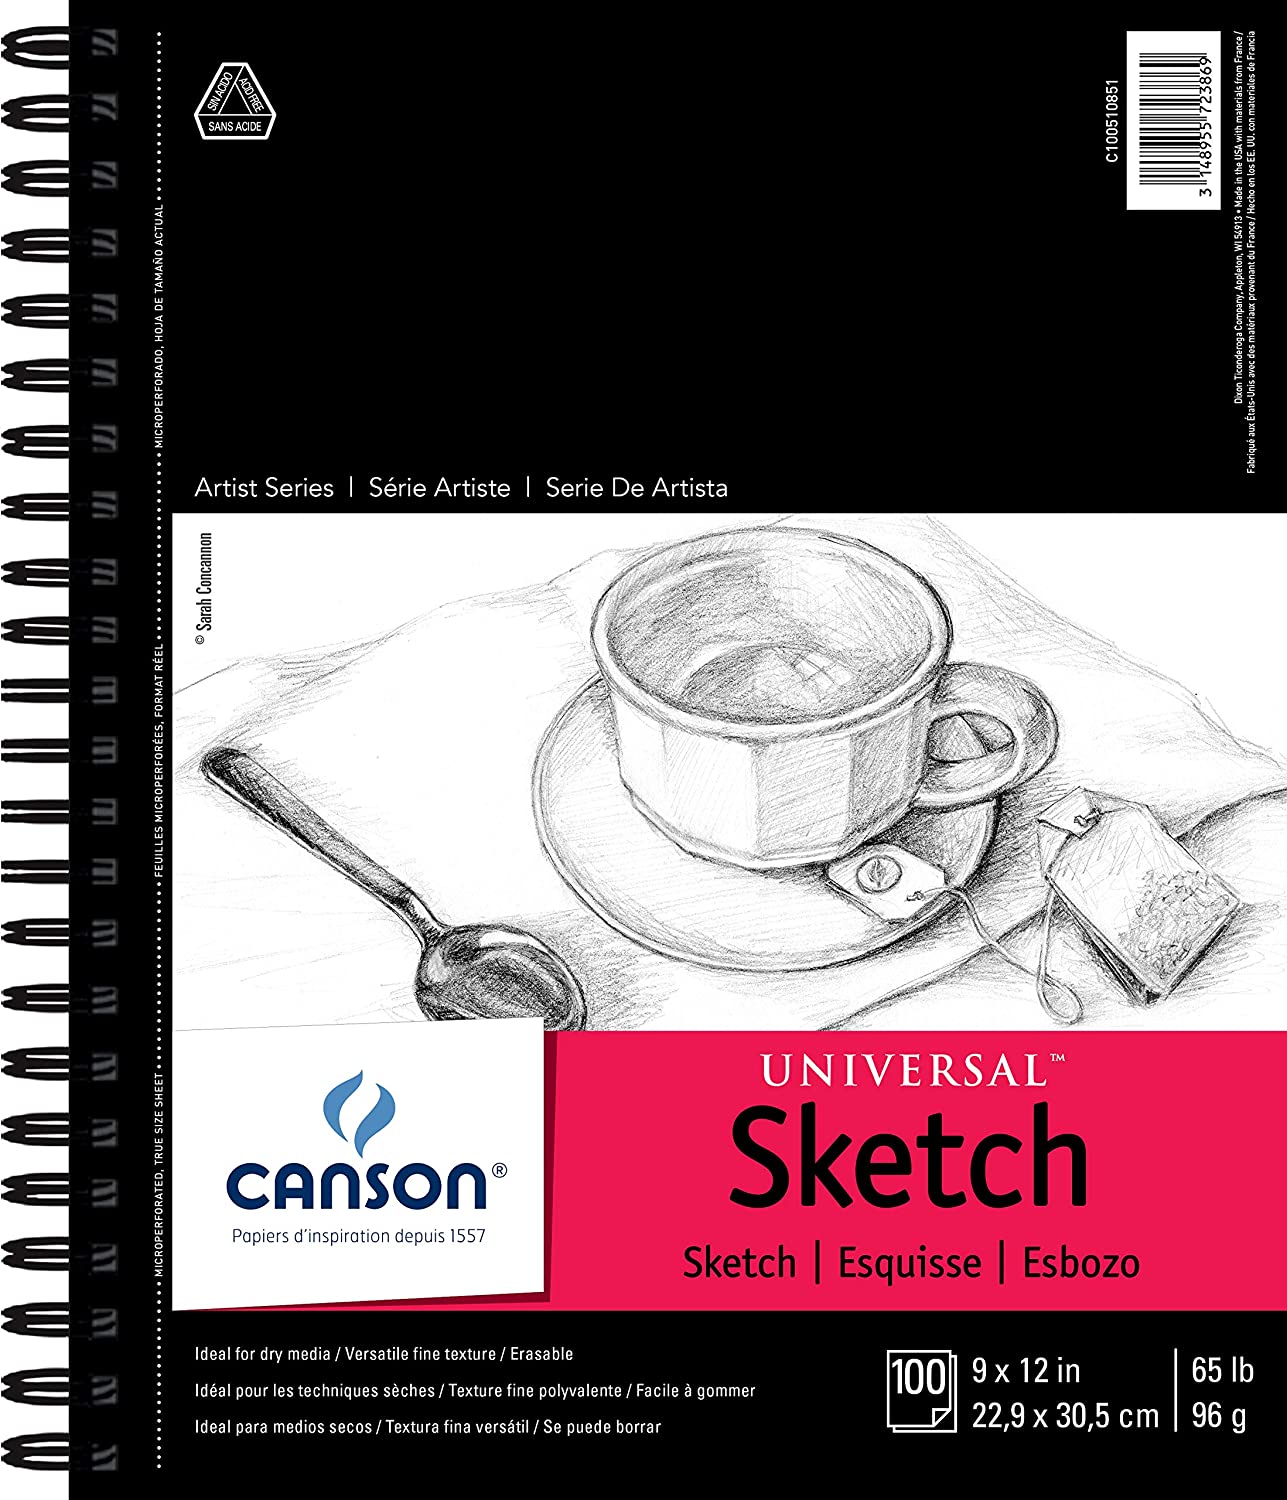 SIN ACIDO
ACID FREE
SANS ACIDE
C100510851
3 148955 723869
Dixon Ticonderoga Company, Appleton, WI 54913 • Made in the USA with materials from France /
Fabriqué aux États-Unis avec des matériaux provenant du France / Hecho en los EE. UU. con materiales de Francia
MICROPERFORATED, TRUE SIZE SHEET
FEUILLES MICROPERFORÉES, FORMAT RÉEL
MICROPERFORADO, HOJA DE TAMAÑO ACTUAL
Artist Series | Série Artiste | Serie De Artista
© Sarah Concannon
CANSON®
Papiers d'inspiration depuis 1557
UNIVERSAL™
Sketch
Sketch | Esquisse | Esbozo
Ideal for dry media / Versatile fine texture / Erasable
Idéal pour les techniques sèches / Texture fine polyvalente / Facile à gommer
Ideal para medios secos / Textura fina versátil / Se puede borrar
100
9 x 12 in
22,9 x 30,5 cm
65 lb
96 g